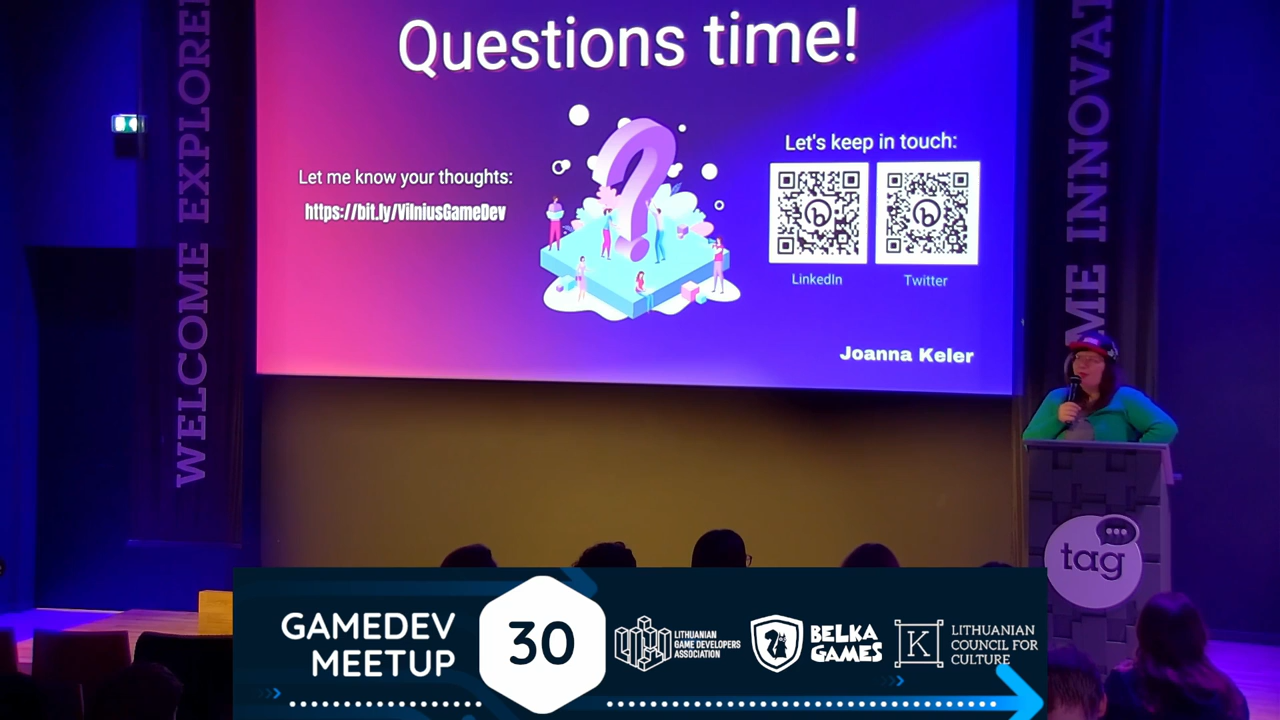 Questions time!
Let me know your thoughts:
https://bit.ly/VilniusGameDev
Let's keep in touch:
LinkedIn
Twitter
Joanna Keler
WELCOME EXPLORE
ME INNOVAT
tag
GAMEDEV
MEETUP
30
LITHUANIAN
GAME DEVELOPERS
ASSOCIATION
BELKA
GAMES
K
LITHUANIAN
COUNCIL FOR
CULTURE